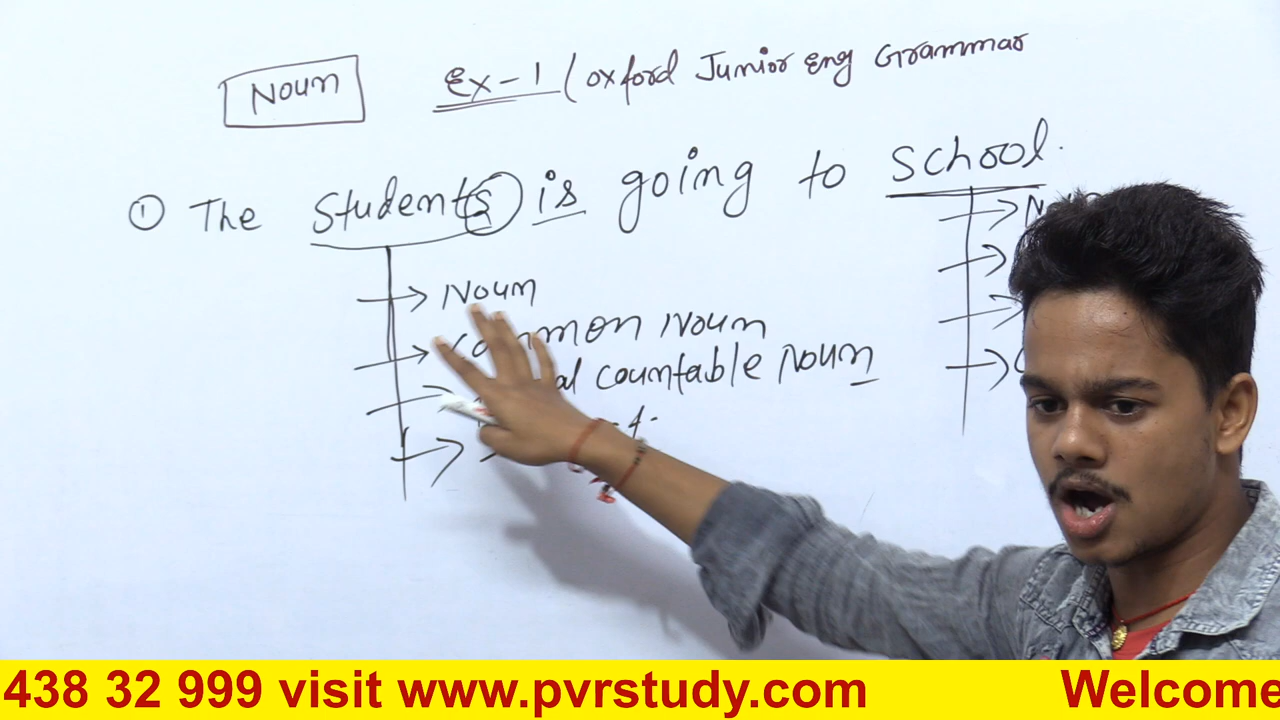 Noun Ex-1 (Oxford Junior Eng Grammar
① The Students is going to School.
Noun
Common Noun
countable Noun
438 32 999 visit www.pvrstudy.com Welcome